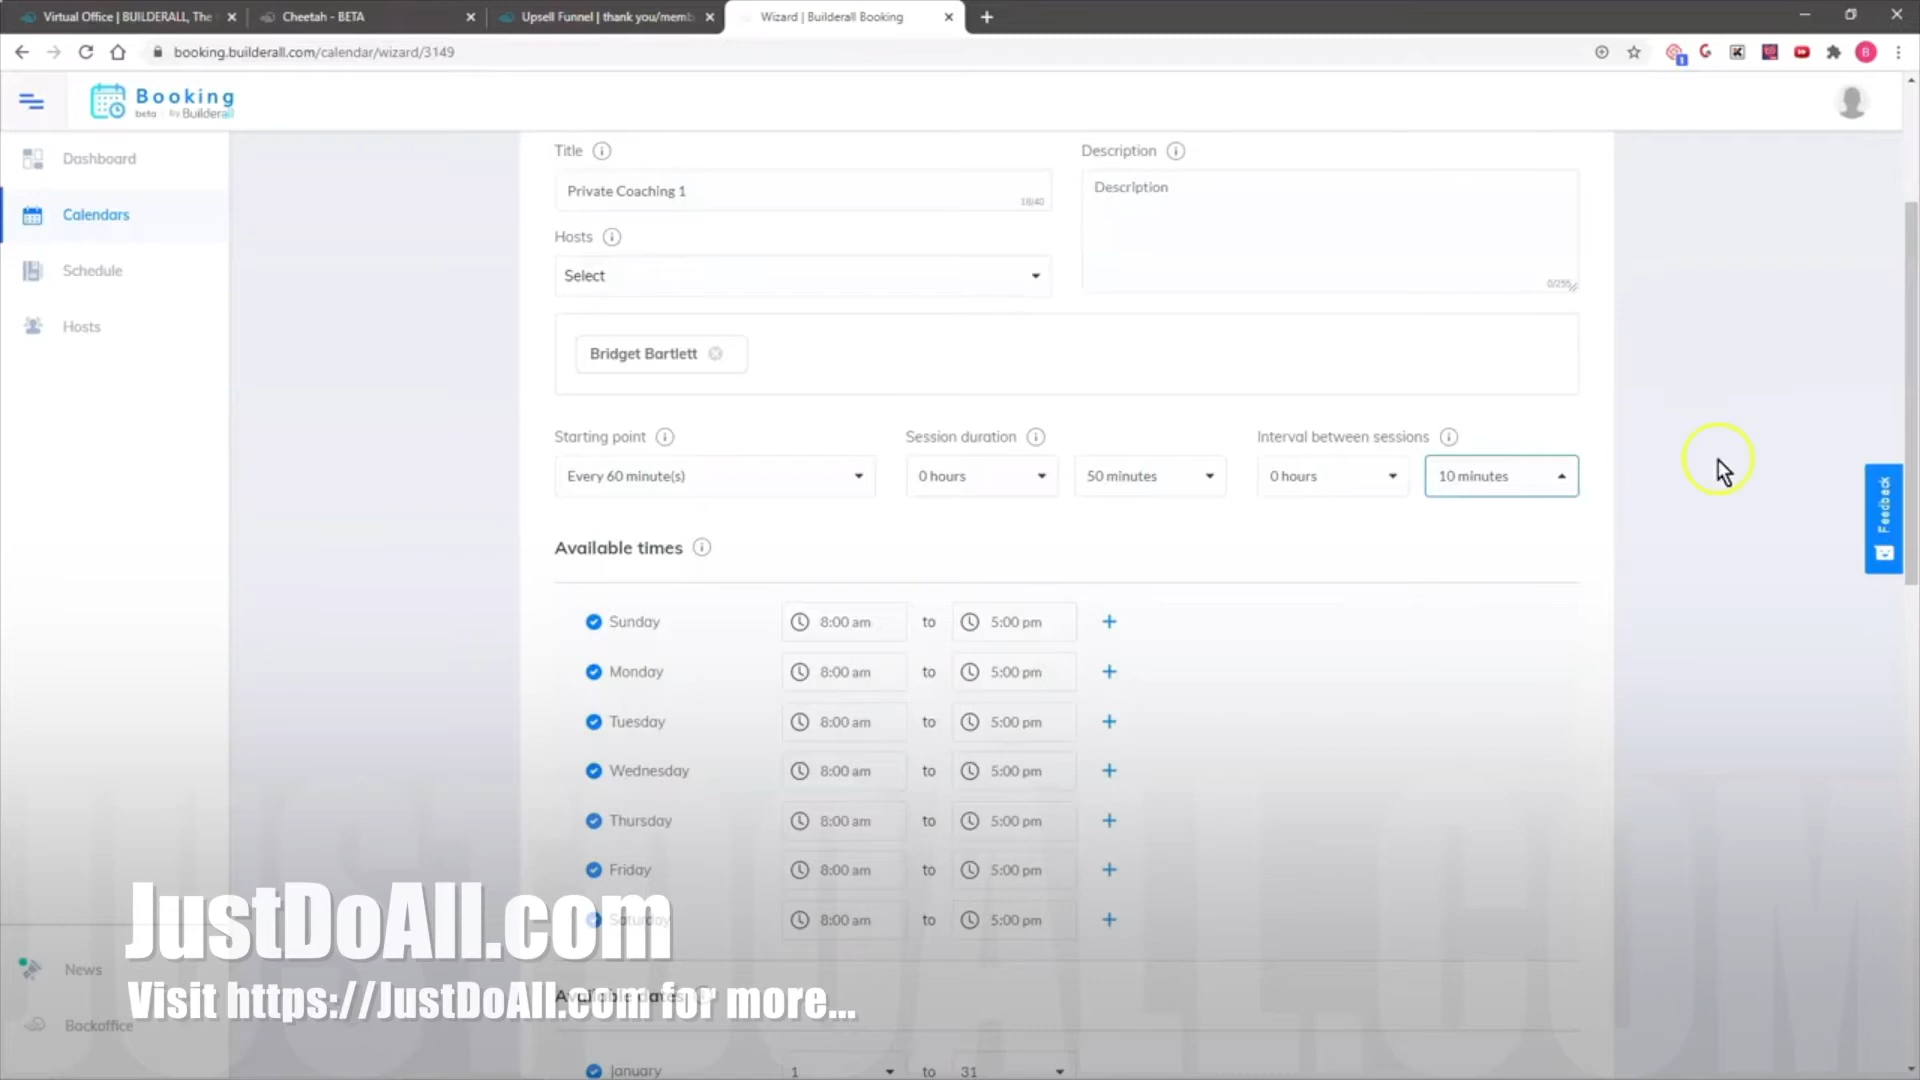 Virtual Office | BUILDERALL, The
Cheetah - BETA
Upsell Funnel | thank you/memb
Wizard | Builderall Booking
booking.builderall.com/calendar/wizard/3149
Booking
beta by Builderall
Dashboard
Calendars
Schedule
Hosts
News
Backoffice
Title
Description
Private Coaching 1
18/40
Description
0/255
Hosts
Select
Bridget Bartlett
Starting point
Session duration
Interval between sessions
Every 60 minute(s)
0 hours
50 minutes
0 hours
10 minutes
Feedback
Available times
Sunday 8:00 am to 5:00 pm
Monday 8:00 am to 5:00 pm
Tuesday 8:00 am to 5:00 pm
Wednesday 8:00 am to 5:00 pm
Thursday 8:00 am to 5:00 pm
Friday 8:00 am to 5:00 pm
Saturday 8:00 am to 5:00 pm
Available dates
January 1 to 31
JustDoAll.com
Visit https://JustDoAll.com for more...
JUSTDOALL.COM